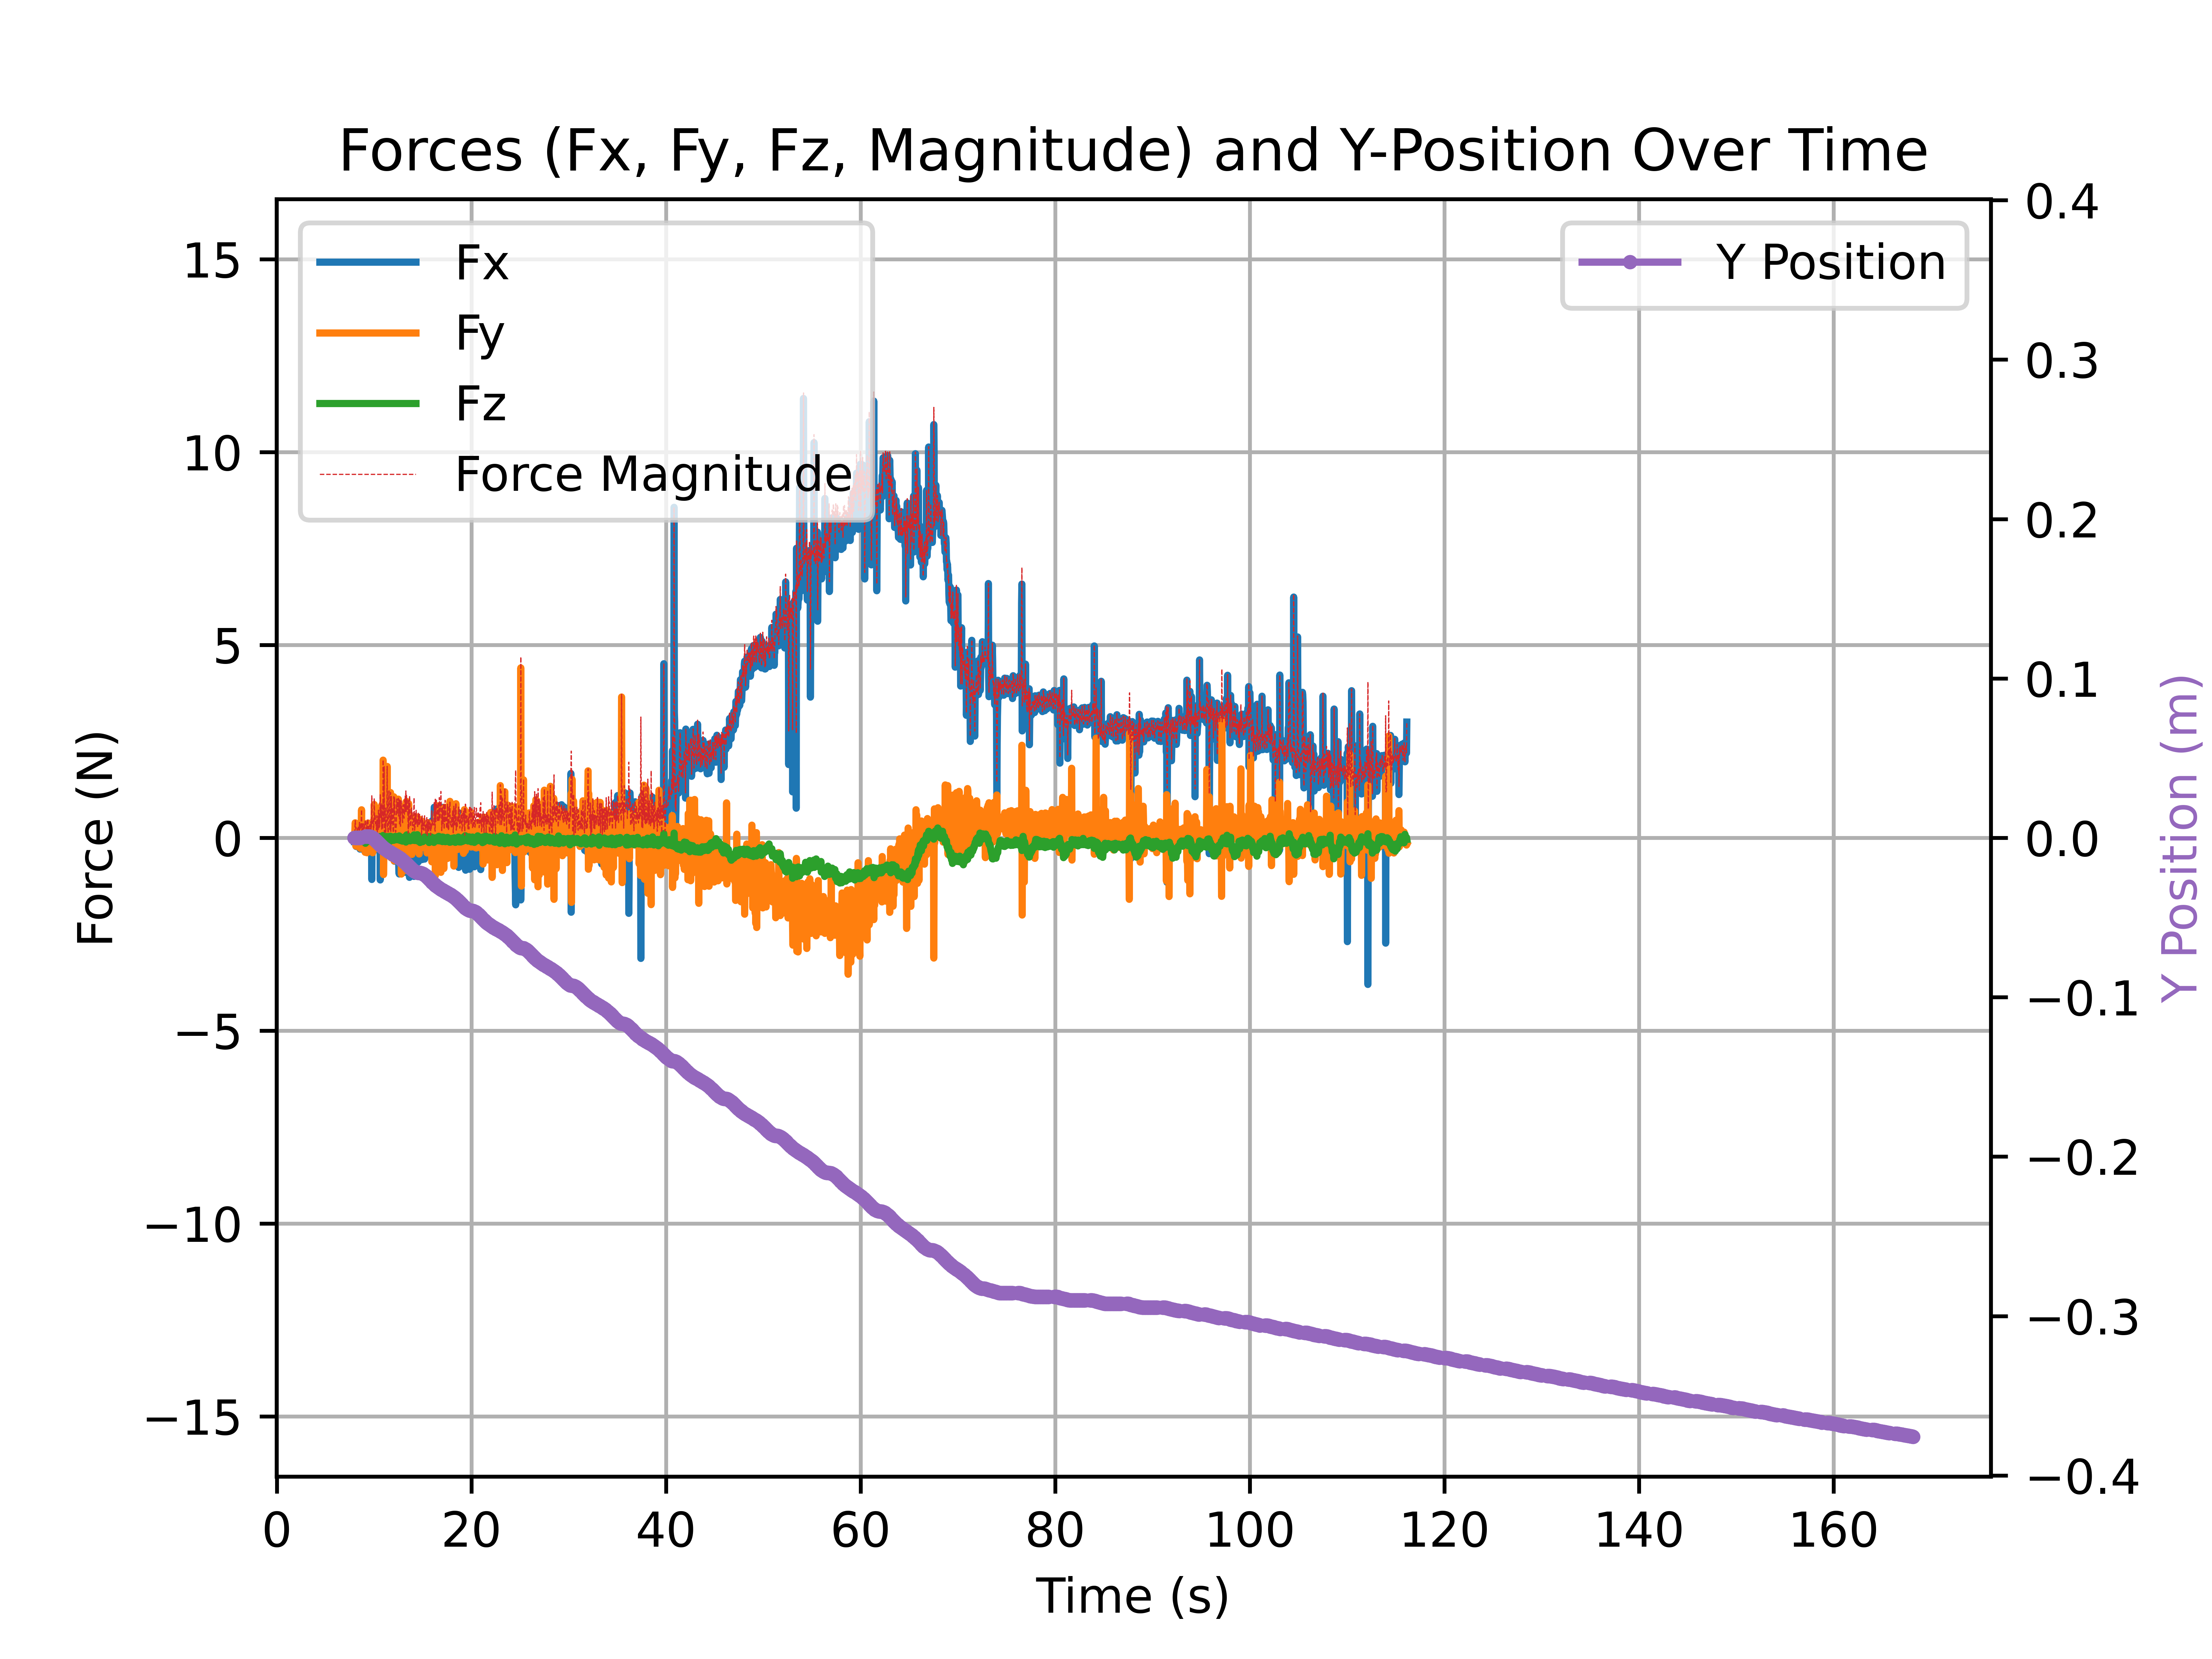 Forces (Fx, Fy, Fz, Magnitude) and Y-Position Over Time
Fx
Fy
Fz
Force Magnitude
Y Position
15
10
5
0
−5
−10
−15
Force (N)
0.4
0.3
0.2
0.1
0.0
−0.1
−0.2
−0.3
−0.4
Y Position (m)
0 20 40 60 80 100 120 140 160
Time (s)